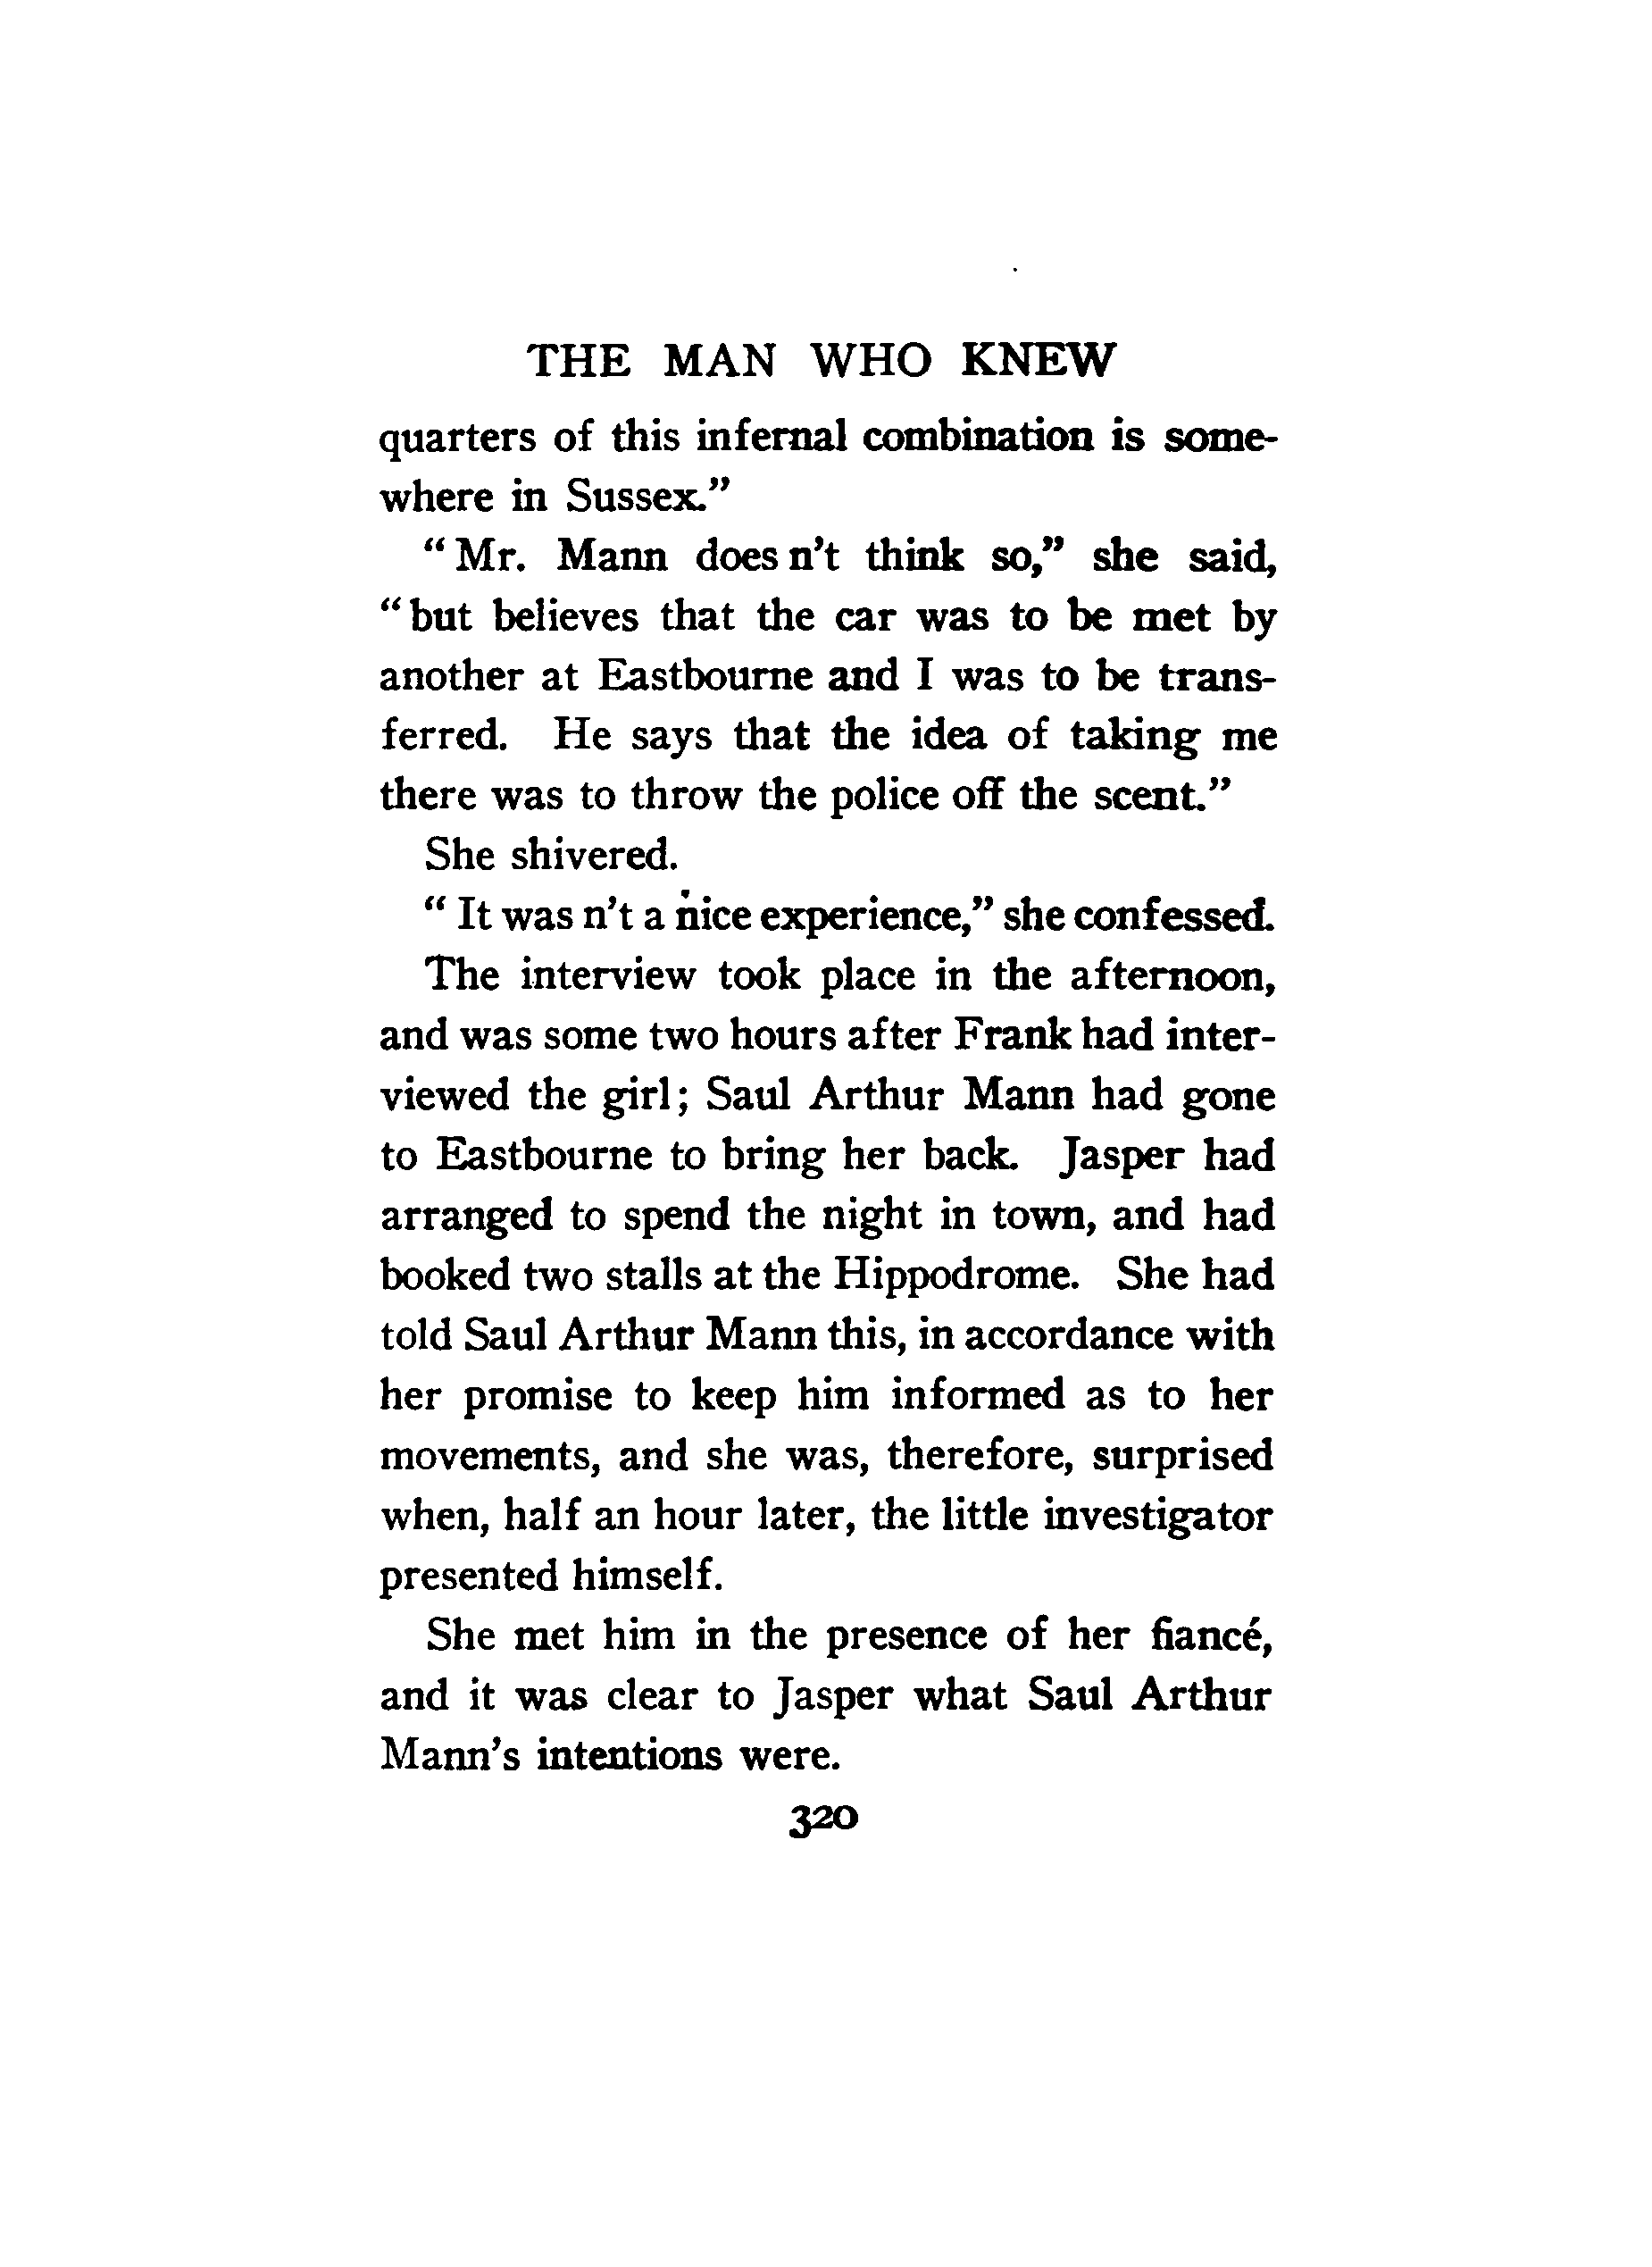 THE MAN WHO KNEW
quarters of this infernal combination is some-
where in Sussex."
"Mr. Mann does n't think so," she said,
"but believes that the car was to be met by
another at Eastbourne and I was to be trans-
ferred. He says that the idea of taking me
there was to throw the police off the scent."
She shivered.
"It was n't a nice experience," she confessed.
The interview took place in the afternoon,
and was some two hours after Frank had inter-
viewed the girl; Saul Arthur Mann had gone
to Eastbourne to bring her back. Jasper had
arranged to spend the night in town, and had
booked two stalls at the Hippodrome. She had
told Saul Arthur Mann this, in accordance with
her promise to keep him informed as to her
movements, and she was, therefore, surprised
when, half an hour later, the little investigator
presented himself.
She met him in the presence of her fiancé,
and it was clear to Jasper what Saul Arthur
Mann's intentions were.
320